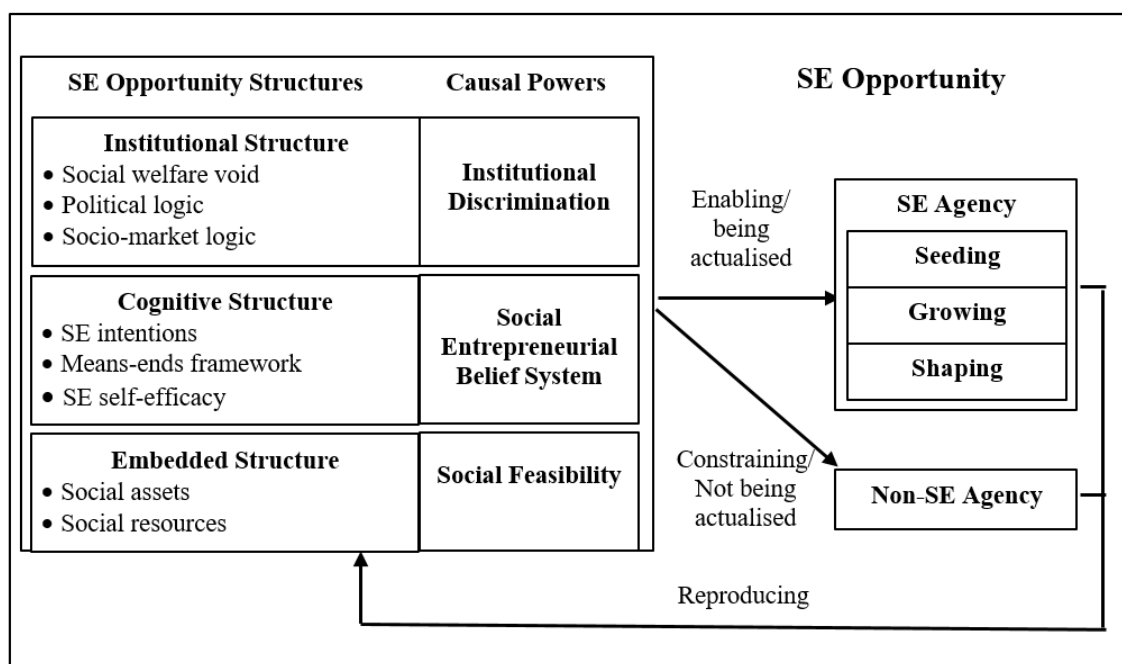 SE Opportunity Structures
Causal Powers
SE Opportunity
Institutional Structure
• Social welfare void
• Political logic
• Socio-market logic
Institutional
Discrimination
Cognitive Structure
• SE intentions
• Means-ends framework
• SE self-efficacy
Social
Entrepreneurial
Belief System
Embedded Structure
• Social assets
• Social resources
Social Feasibility
Enabling/
being
actualised
SE Agency
Seeding
Growing
Shaping
Constraining/
Not being
actualised
Non-SE Agency
Reproducing